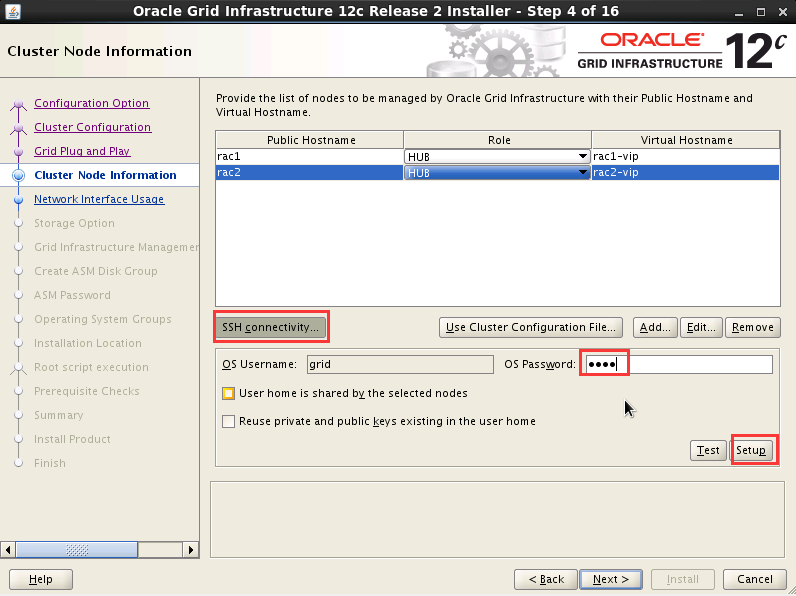 Oracle Grid Infrastructure 12c Release 2 Installer - Step 4 of 16
Cluster Node Information
ORACLE
GRID INFRASTRUCTURE
12c
Configuration Option
Cluster Configuration
Grid Plug and Play
Cluster Node Information
Network Interface Usage
Storage Option
Grid Infrastructure Managemer
Create ASM Disk Group
ASM Password
Operating System Groups
Installation Location
Root script execution
Prerequisite Checks
Summary
Install Product
Finish
Provide the list of nodes to be managed by Oracle Grid Infrastructure with their Public Hostname and
Virtual Hostname.
Public Hostname Role Virtual Hostname
rac1 HUB rac1-vip
rac2 HUB rac2-vip
SSH connectivity... Use Cluster Configuration File... Add... Edit... Remove
OS Username: grid OS Password: ●●●●
User home is shared by the selected nodes
Reuse private and public keys existing in the user home
Test Setup
Help < Back Next > Install Cancel